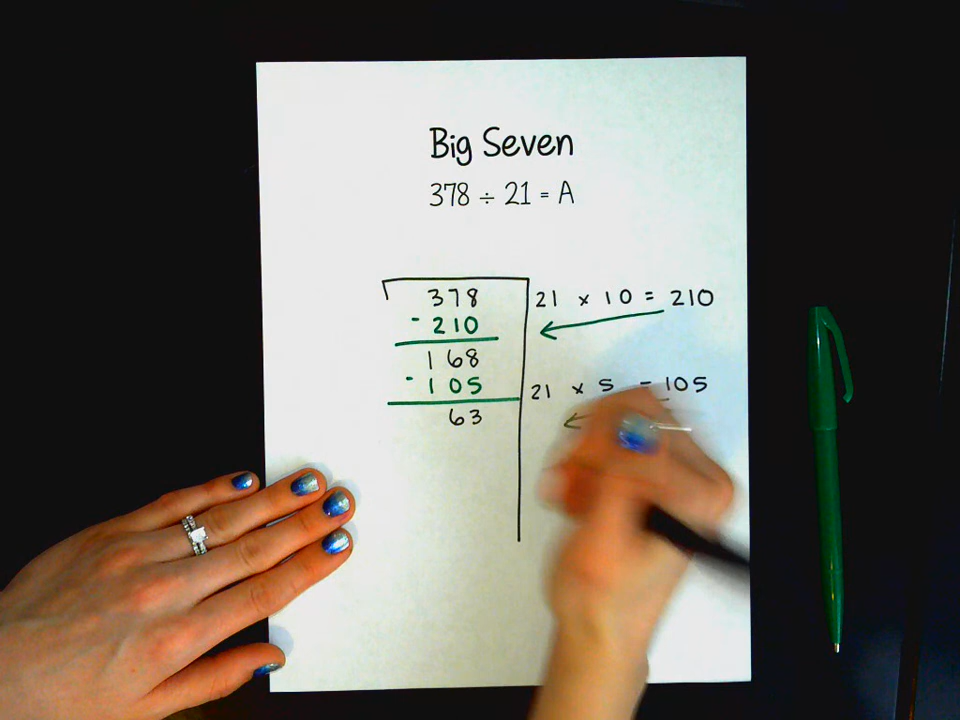 Big Seven
378 ÷ 21 = A
378 21 x 10 = 210
- 210
168
- 105 21 x 5 = 105
63